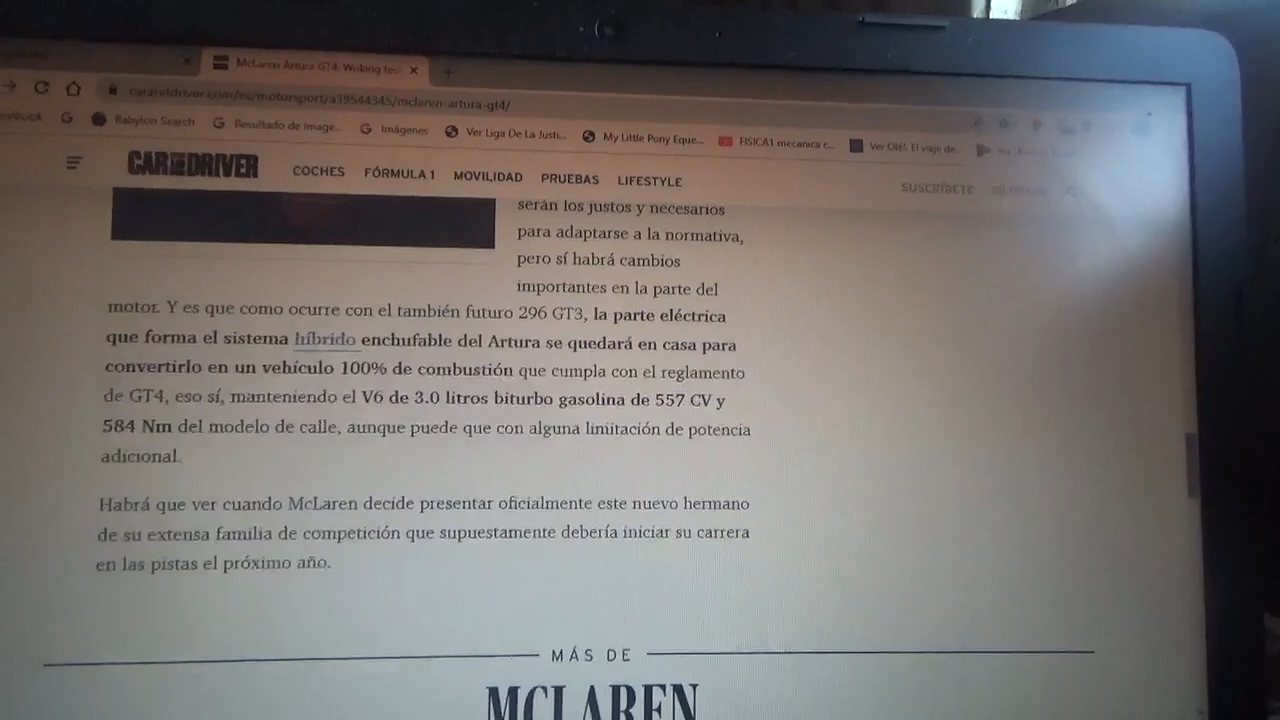 McLaren Artura GT4: Woking tes
caranddriver.com/es/motorsport/a39544345/mclaren-artura-gt4/
Babylon Search
Resultado de image...
Imágenes
Ver Liga De La Justi...
My Little Pony Eque...
FISICA1 mecanica c...
Ver Olé!: El viaje de...
CAR AND DRIVER
COCHES FÓRMULA 1 MOVILIDAD PRUEBAS LIFESTYLE
SUSCRÍBETE
serán los justos y necesarios
para adaptarse a la normativa,
pero sí habrá cambios
importantes en la parte del
motor. Y es que como ocurre con el también futuro 296 GT3, la parte eléctrica
que forma el sistema híbrido enchufable del Artura se quedará en casa para
convertirlo en un vehículo 100% de combustión que cumpla con el reglamento
de GT4, eso sí, manteniendo el V6 de 3.0 litros biturbo gasolina de 557 CV y
584 Nm del modelo de calle, aunque puede que con alguna limitación de potencia
adicional.
Habrá que ver cuando McLaren decide presentar oficialmente este nuevo hermano
de su extensa familia de competición que supuestamente debería iniciar su carrera
en las pistas el próximo año.
MÁS DE
MCLAREN